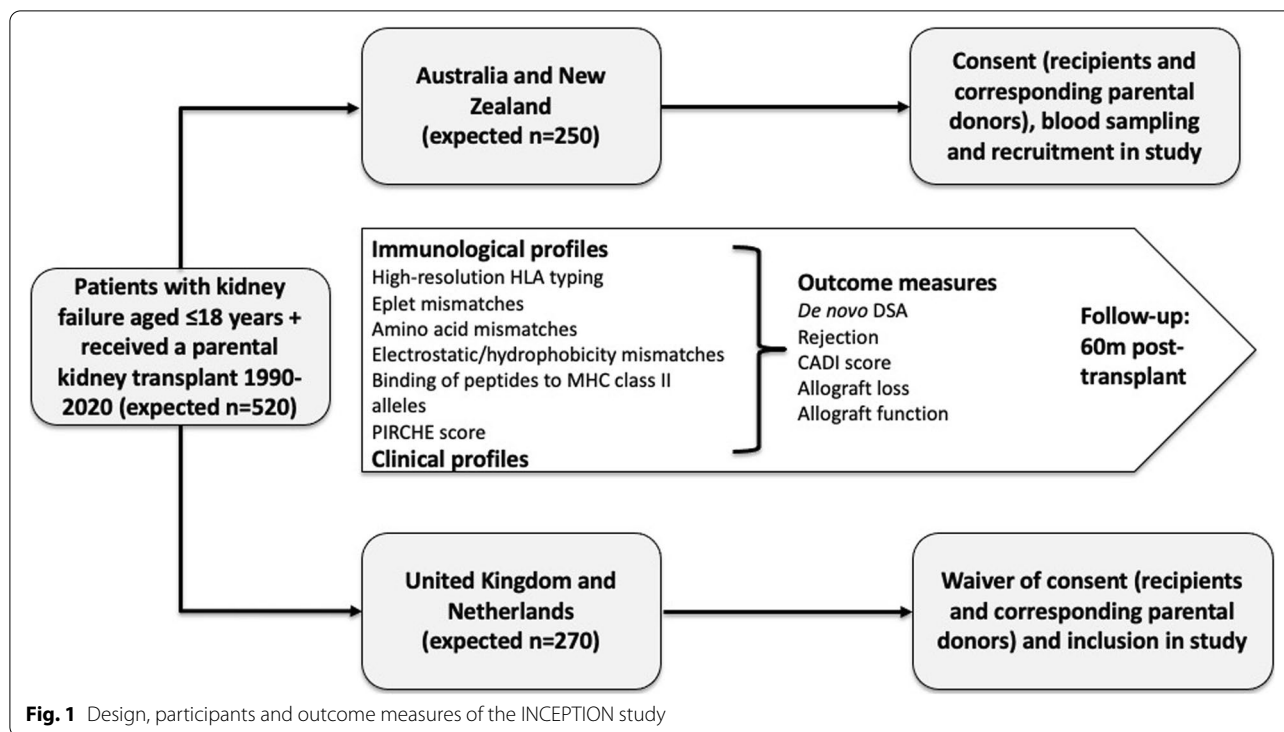 Australia and New
Zealand
(expected n=250)
Consent (recipients and
corresponding parental
donors), blood sampling
and recruitment in study
Patients with kidney
failure aged ≤18 years +
received a parental
kidney transplant 1990-
2020 (expected n=520)
Immunological profiles
High-resolution HLA typing
Eplet mismatches
Amino acid mismatches
Electrostatic/hydrophobicity mismatches
Binding of peptides to MHC class II
alleles
PIRCHE score
Clinical profiles
Outcome measures
De novo DSA
Rejection
CADI score
Allograft loss
Allograft function
Follow-up:
60m post-
transplant
United Kingdom and
Netherlands
(expected n=270)
Waiver of consent (recipients
and corresponding parental
donors) and inclusion in study
Fig. 1 Design, participants and outcome measures of the INCEPTION study